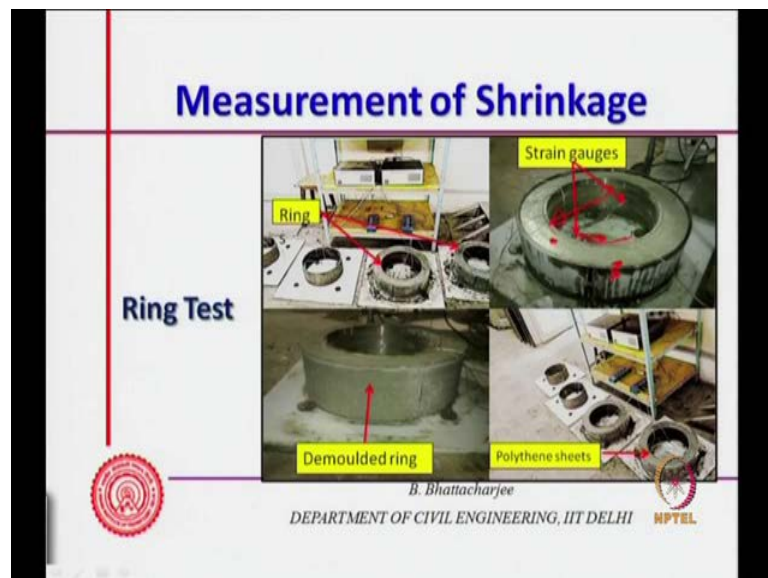 Measurement of Shrinkage
Strain gauges
Ring
Ring Test
Demoulded ring
Polythene sheets
B. Bhattacharjee
DEPARTMENT OF CIVIL ENGINEERING, IIT DELHI
NPTEL